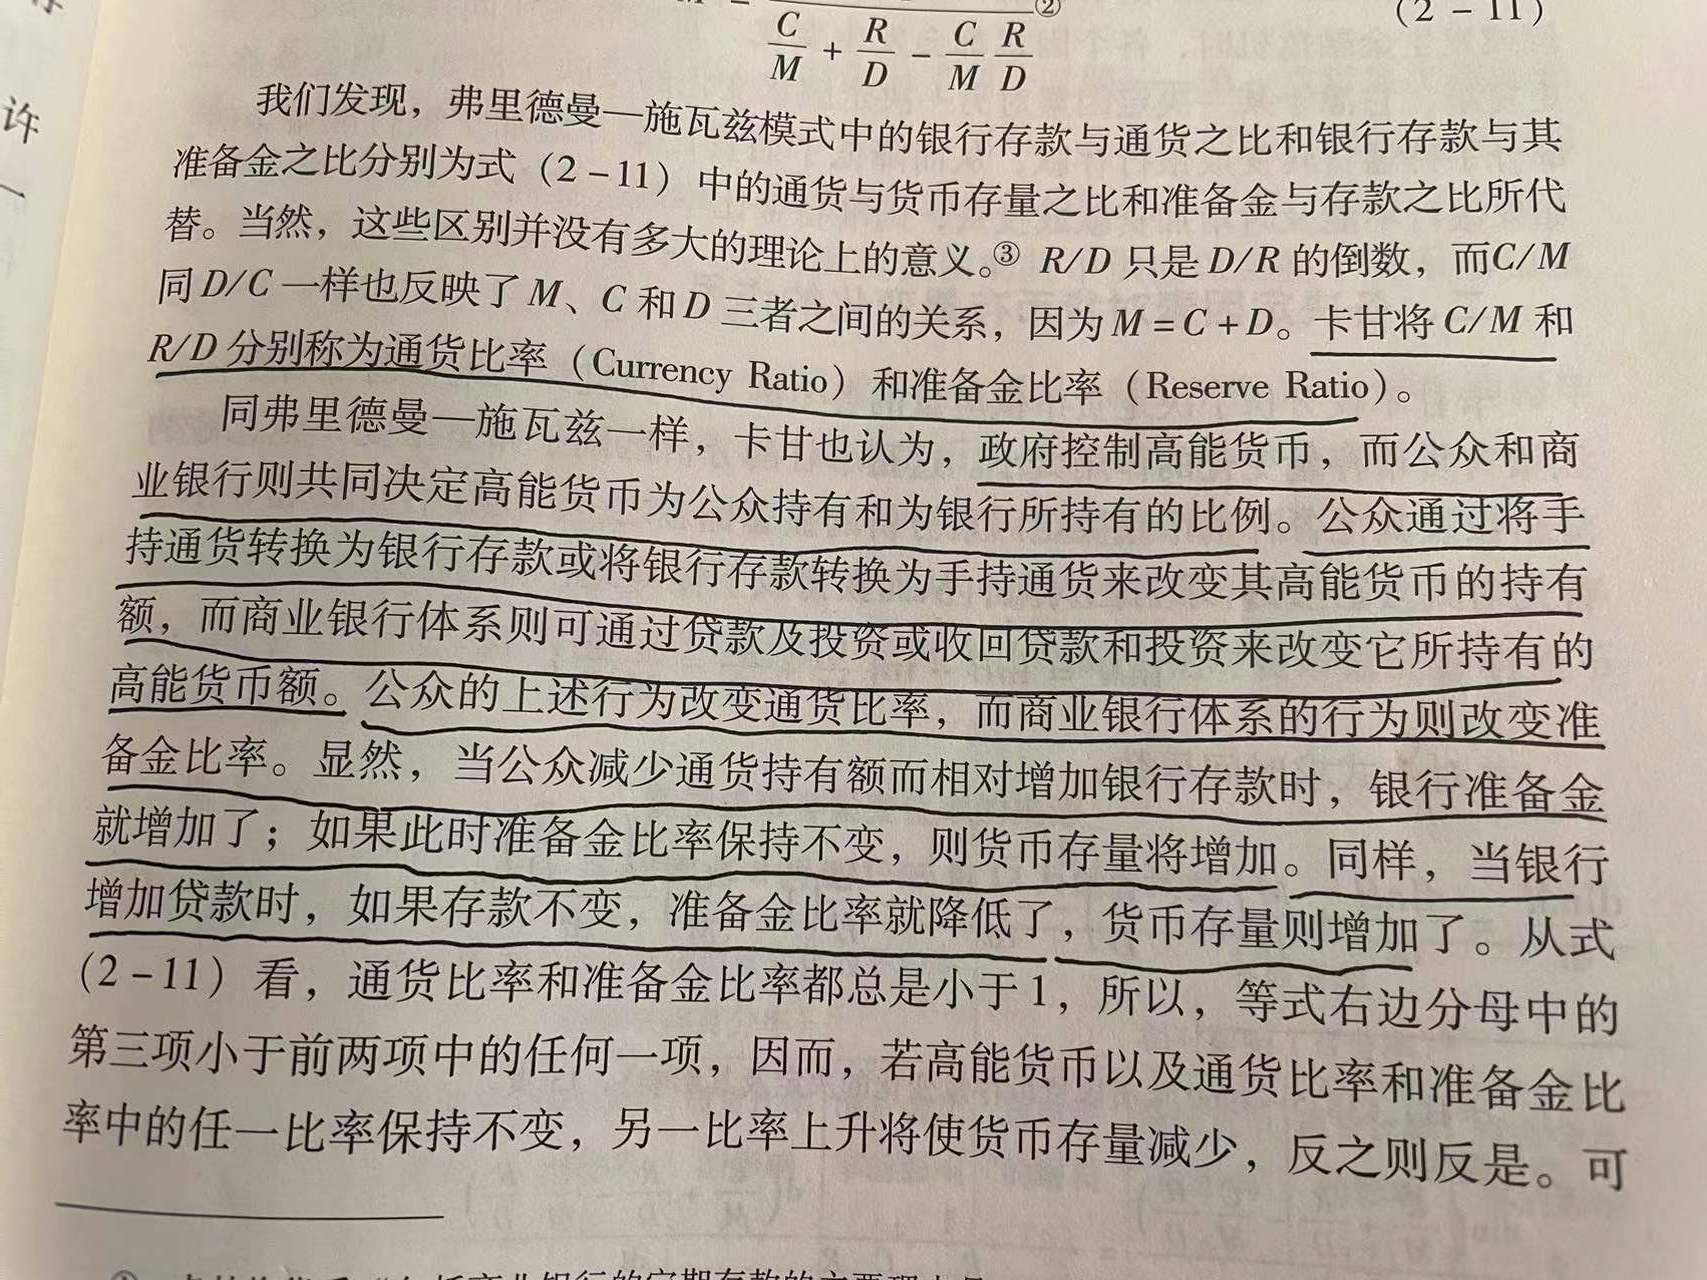 ②
(2-11)
C/M + R/D - C/M R/D
我们发现，弗里德曼—施瓦兹模式中的银行存款与通货之比和银行存款与其
准备金之比分别为式（2-11）中的通货与货币存量之比和准备金与存款之比所代
替。当然，这些区别并没有多大的理论上的意义。③ R/D 只是 D/R 的倒数，而C/M
同 D/C 一样也反映了 M、C 和 D 三者之间的关系，因为 M = C + D。卡甘将 C/M 和
R/D 分别称为通货比率（Currency Ratio）和准备金比率（Reserve Ratio）。
同弗里德曼—施瓦兹一样，卡甘也认为，政府控制高能货币，而公众和商
业银行则共同决定高能货币为公众持有和为银行所持有的比例。公众通过将手
持通货转换为银行存款或将银行存款转换为手持通货来改变其高能货币的持有
额，而商业银行体系则可通过贷款及投资或收回贷款和投资来改变它所持有的
高能货币额。公众的上述行为改变通货比率，而商业银行体系的行为则改变准
备金比率。显然，当公众减少通货持有额而相对增加银行存款时，银行准备金
就增加了；如果此时准备金比率保持不变，则货币存量将增加。同样，当银行
增加贷款时，如果存款不变，准备金比率就降低了，货币存量则增加了。从式
（2-11）看，通货比率和准备金比率都总是小于1，所以，等式右边分母中的
第三项小于前两项中的任何一项，因而，若高能货币以及通货比率和准备金比
率中的任一比率保持不变，另一比率上升将使货币存量减少，反之则反是。可
许
一